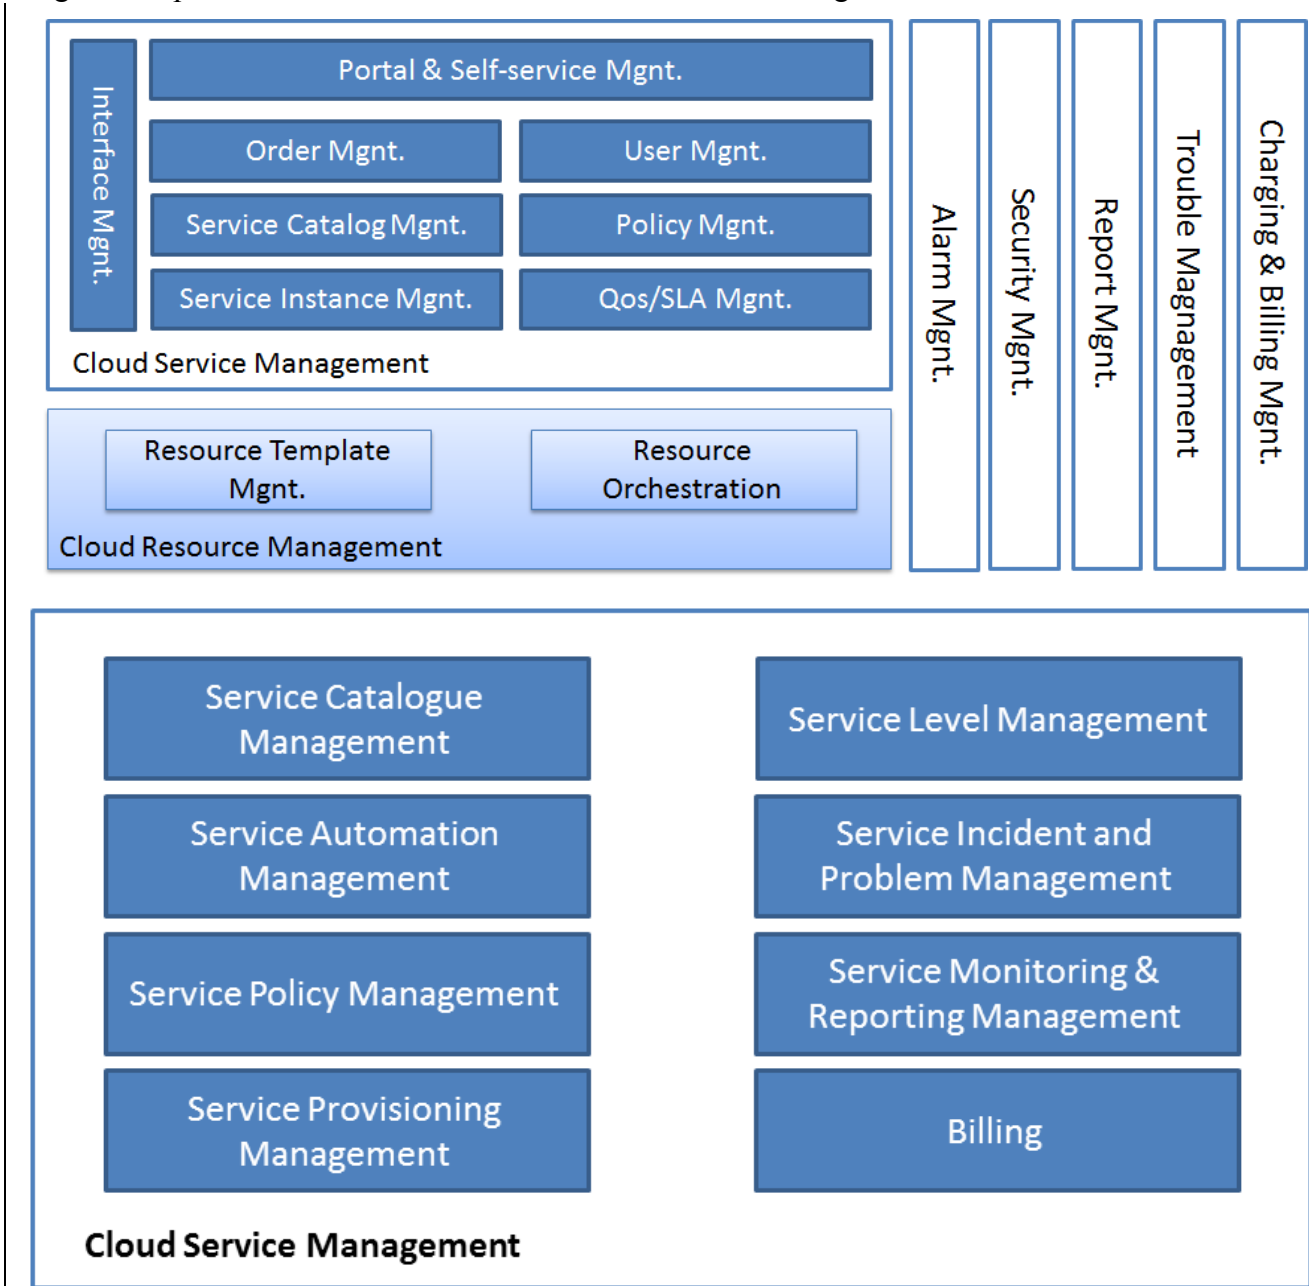 Interface Mgnt.
Portal & Self-service Mgnt.
Order Mgnt.
User Mgnt.
Service Catalog Mgnt.
Policy Mgnt.
Service Instance Mgnt.
Qos/SLA Mgnt.
Cloud Service Management
Resource Template
Mgnt.
Resource
Orchestration
Cloud Resource Management
Alarm Mgnt.
Security Mgnt.
Report Mgnt.
Trouble Magnagement
Charging & Billing Mgnt.
Service Catalogue
Management
Service Level Management
Service Automation
Management
Service Incident and
Problem Management
Service Policy Management
Service Monitoring &
Reporting Management
Service Provisioning
Management
Billing
Cloud Service Management